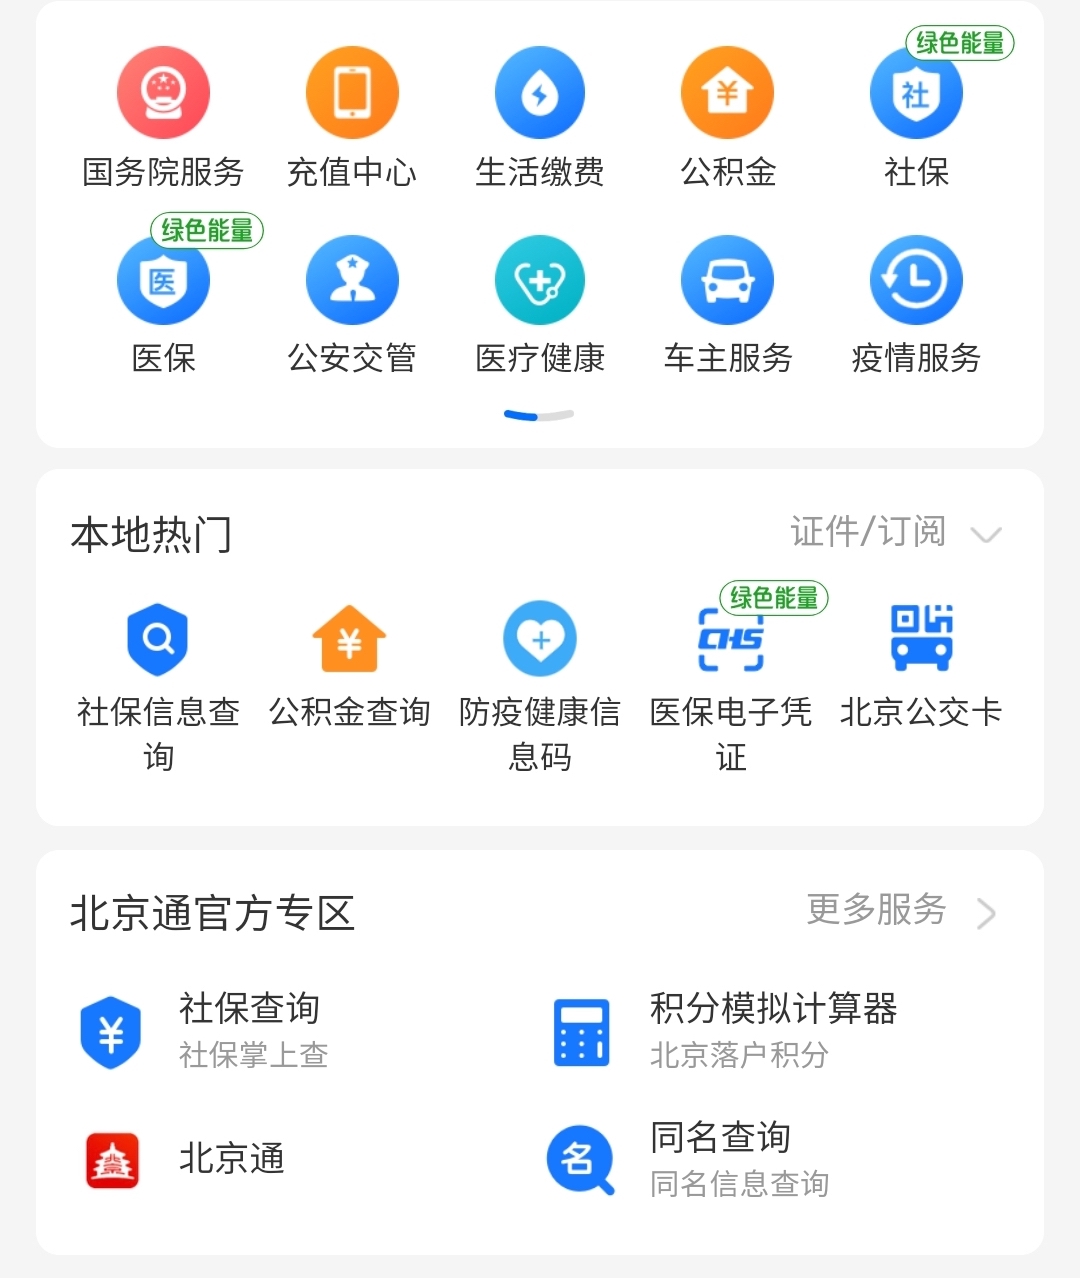 绿色能量
社
国务院服务 充值中心 生活缴费 公积金 社保
绿色能量
医
医保 公安交管 医疗健康 车主服务 疫情服务
本地热门 证件/订阅
绿色能量
CHS
社保信息查询 公积金查询 防疫健康信息码 医保电子凭证 北京公交卡
北京通官方专区 更多服务
社保查询 积分模拟计算器
社保掌上查 北京落户积分
北京通 同名查询
名
同名信息查询